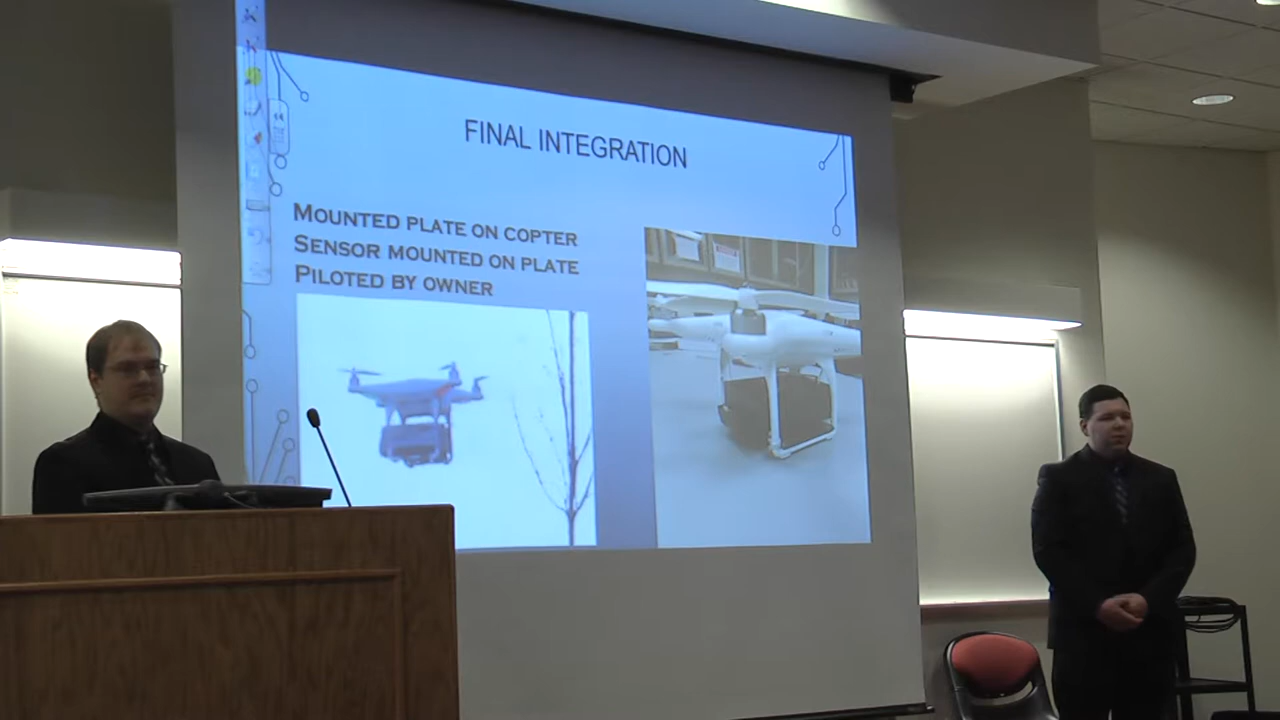 FINAL INTEGRATION
MOUNTED PLATE ON COPTER
SENSOR MOUNTED ON PLATE
PILOTED BY OWNER